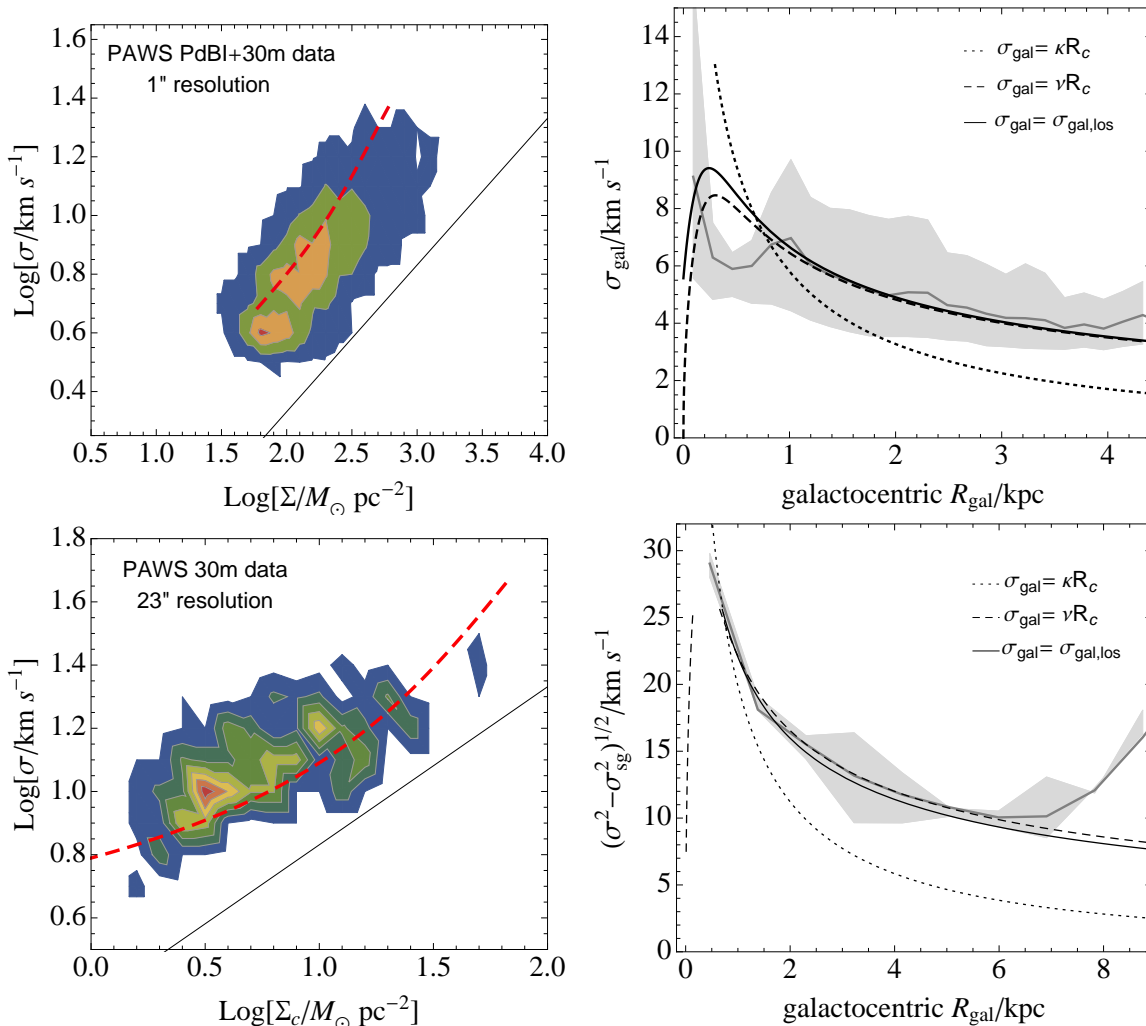 PAWS PdBI+30m data
1" resolution
Log[σ/km s⁻¹]
1.6
1.4
1.2
1.0
0.8
0.6
0.4
0.5 1.0 1.5 2.0 2.5 3.0 3.5 4.0
Log[Σ/M☉ pc⁻²]
σgal= κRc
σgal= νRc
σgal= σgal,los
σgal/km s⁻¹
14
12
10
8
6
4
2
0
0 1 2 3 4
galactocentric Rgal/kpc
PAWS 30m data
23" resolution
Log[σ/km s⁻¹]
1.8
1.6
1.4
1.2
1.0
0.8
0.6
0.0 0.5 1.0 1.5 2.0
Log[Σc/M☉ pc⁻²]
σgal= κRc
σgal= νRc
σgal= σgal,los
(σ²−σ²sg)^1/2/km s⁻¹
30
25
20
15
10
5
0
0 2 4 6 8
galactocentric Rgal/kpc